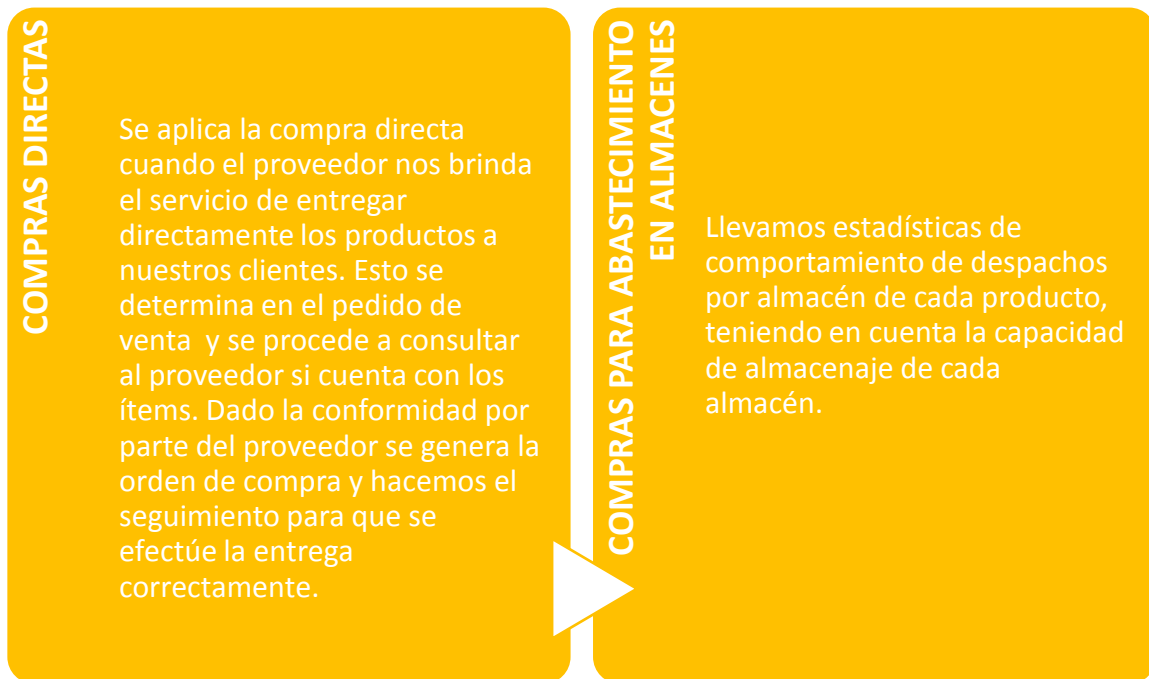 COMPRAS DIRECTAS
Se aplica la compra directa
cuando el proveedor nos brinda
el servicio de entregar
directamente los productos a
nuestros clientes. Esto se
determina en el pedido de
venta  y se procede a consultar
al proveedor si cuenta con los
ítems. Dado la conformidad por
parte del proveedor se genera la
orden de compra y hacemos el
seguimiento para que se
efectúe la entrega
correctamente.
COMPRAS PARA ABASTECIMIENTO
EN ALMACENES
Llevamos estadísticas de
comportamiento de despachos
por almacén de cada producto,
teniendo en cuenta la capacidad
de almacenaje de cada
almacén.